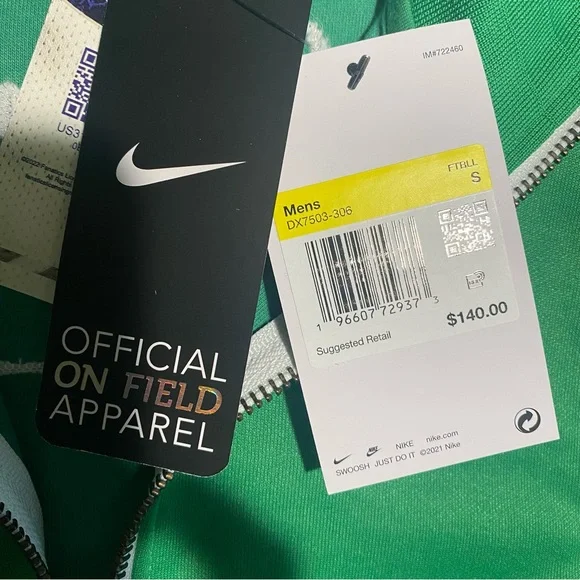 US3
OFFICIAL
ON FIELD
APPAREL
IM#722460
FTBLL
Mens
S
DX7503-306
1 96607 72937 3
Suggested Retail
$140.00
NIKE nike.com
SWOOSH JUST DO IT ©2021 Nike